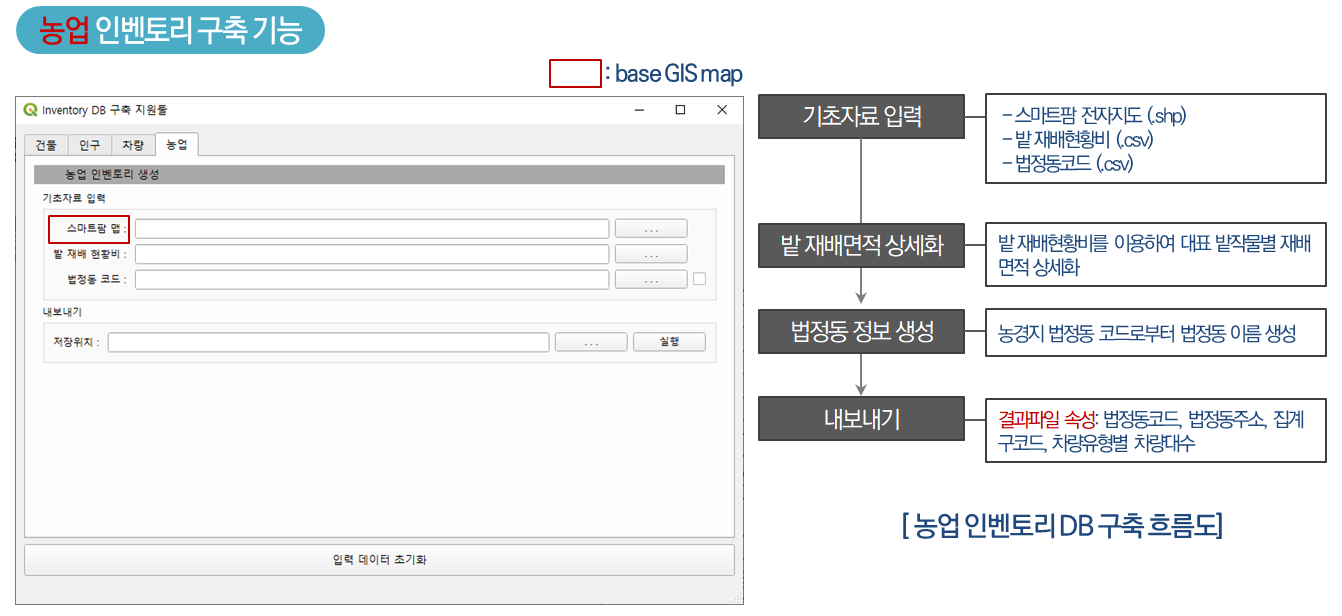 농업 인벤토리 구축 기능
: base GIS map
Inventory DB 구축 지원툴
건물 인구 차량 농업
농업 인벤토리 생성
기초자료 입력
스마트팜 맵 : ...
밭 재배 현황비 : ...
법정동 코드 : ...
내보내기
저장위치 : ... 실행
입력 데이터 초기화
기초자료 입력
- 스마트팜 전자지도 (.shp)
- 밭 재배현황비 (.csv)
- 법정동코드 (.csv)
밭 재배면적 상세화
밭 재배현황비를 이용하여 대표 밭작물별 재배
면적 상세화
법정동 정보 생성
농경지 법정동 코드로부터 법정동 이름 생성
내보내기
결과파일 속성: 법정동코드, 법정동주소, 집계
구코드, 차량유형별 차량대수
[ 농업 인벤토리 DB 구축 흐름도]